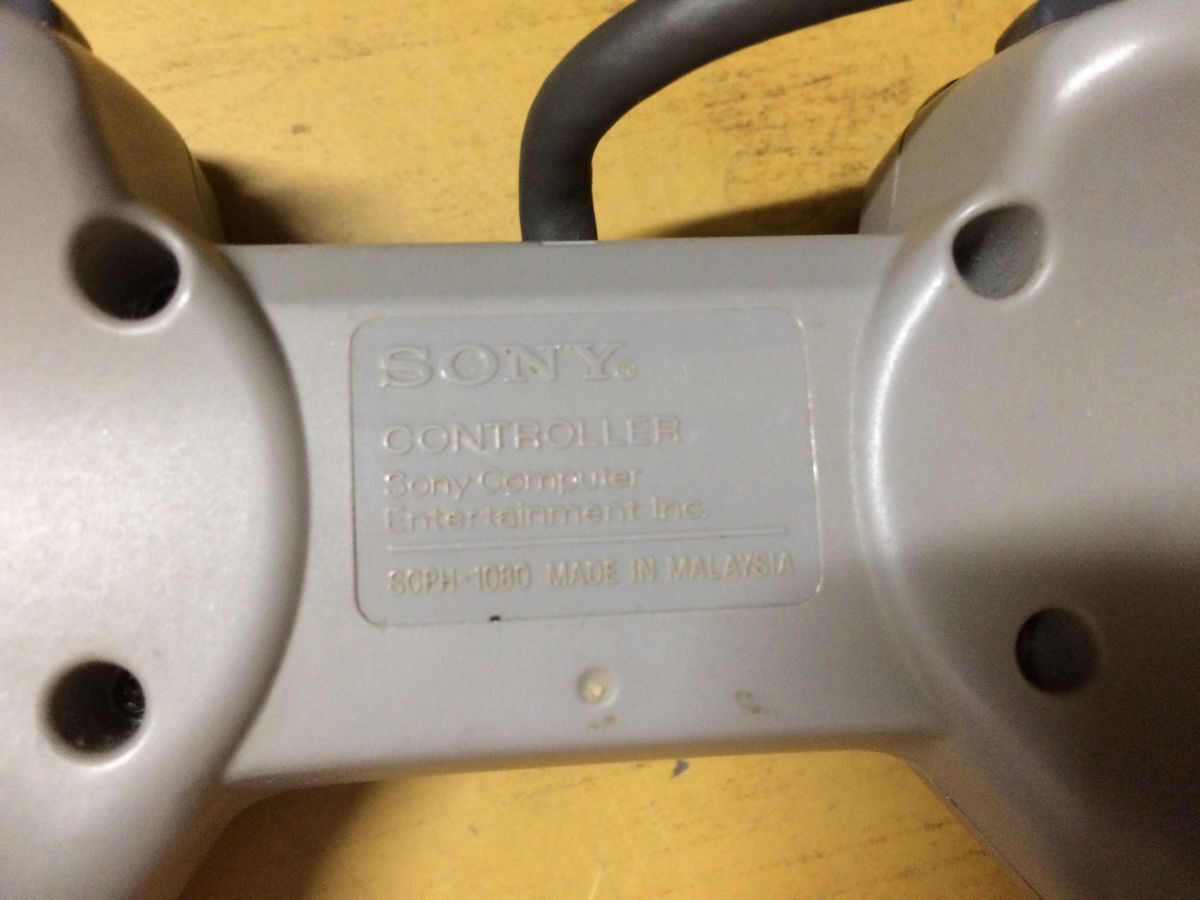 SONY®
CONTROLLER
Sony Computer
Entertainment Inc.
SCPH-1080 MADE IN MALAYSIA